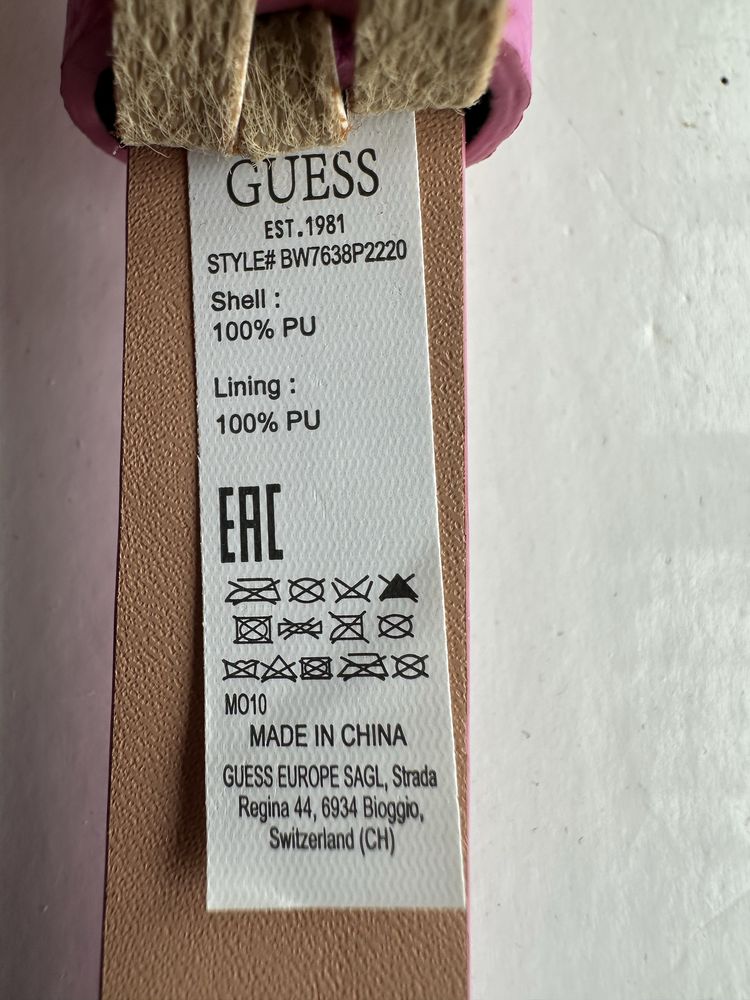 GUESS
EST.1981
STYLE# BW7638P2220
Shell :
100% PU
Lining :
100% PU
EAC
MO10
MADE IN CHINA
GUESS EUROPE SAGL, Strada
Regina 44, 6934 Bioggio,
Switzerland (CH)